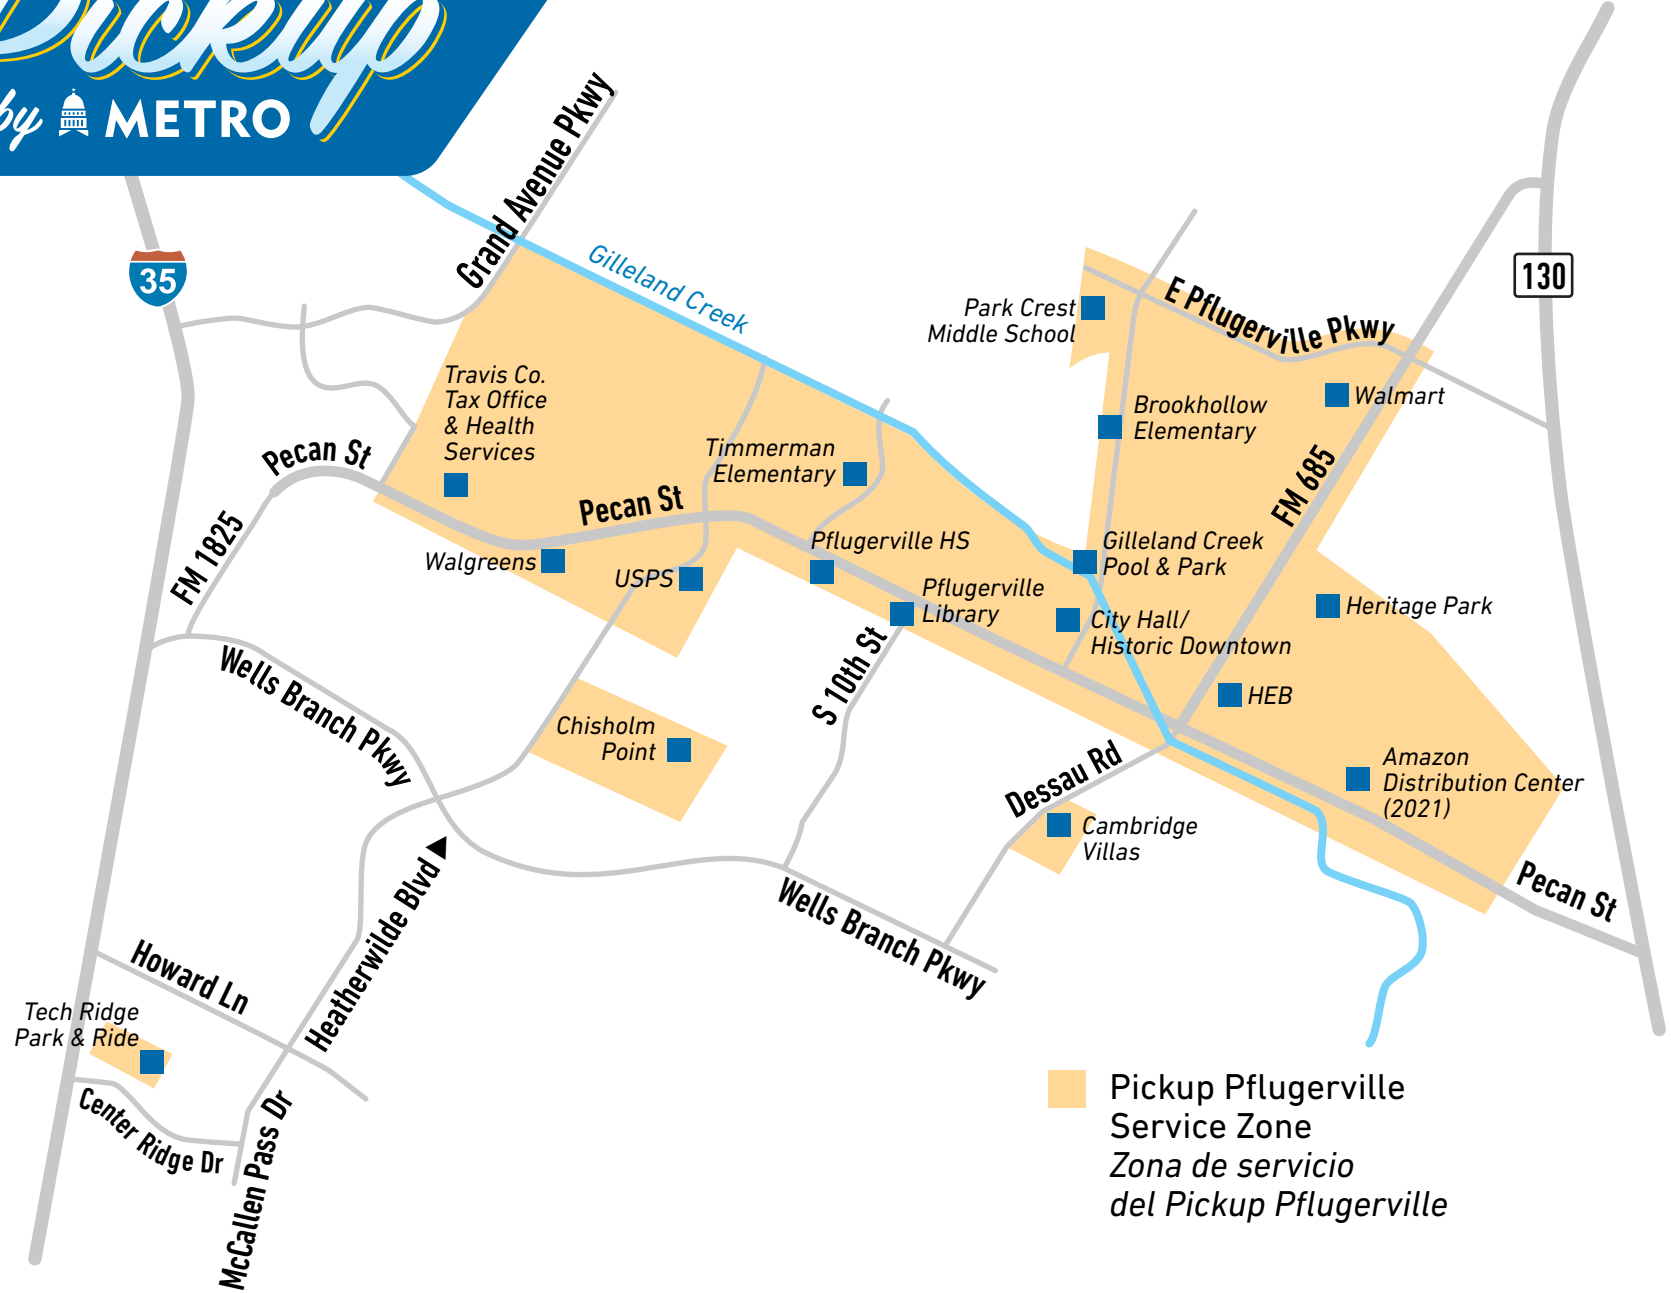 Pickup
by METRO
Grand Avenue Pkwy
35
Gilleland Creek
130
E Pflugerville Pkwy
Park Crest
Middle School
Travis Co.
Tax Office
& Health
Services
Walmart
Brookhollow
Elementary
Timmerman
Elementary
Pecan St
Pecan St
FM 685
FM 1825
Walgreens
USPS
Pflugerville HS
Gilleland Creek
Pool & Park
Pflugerville
Library
City Hall/
Historic Downtown
Heritage Park
Wells Branch Pkwy
S 10th St
HEB
Chisholm
Point
Dessau Rd
Amazon
Distribution Center
(2021)
Cambridge
Villas
Pecan St
Heatherwilde Blvd
Wells Branch Pkwy
Howard Ln
Tech Ridge
Park & Ride
Center Ridge Dr
McCallen Pass Dr
Pickup Pflugerville
Service Zone
Zona de servicio
del Pickup Pflugerville